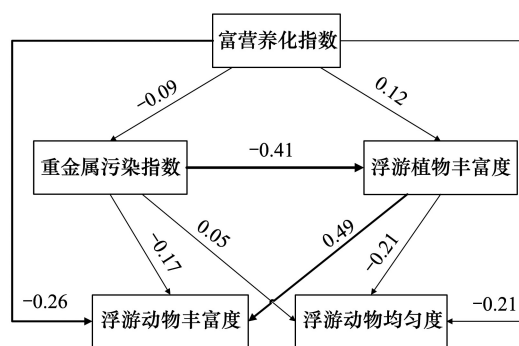 富营养化指数
-0.09
0.12
重金属污染指数
-0.41
浮游植物丰富度
-0.17
0.05
0.49
-0.21
-0.26
浮游动物丰富度
浮游动物均匀度
-0.21